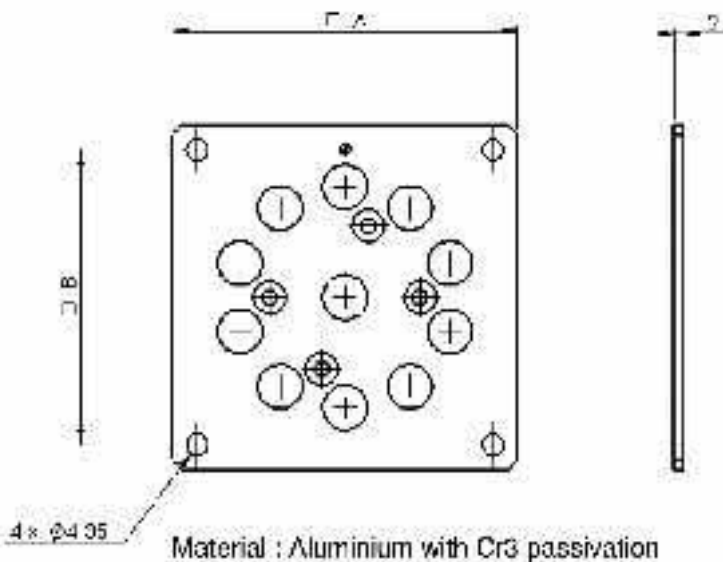 □ A
2
□ B
4 x Ø4.05
Material : Aluminium with Cr3 passivation